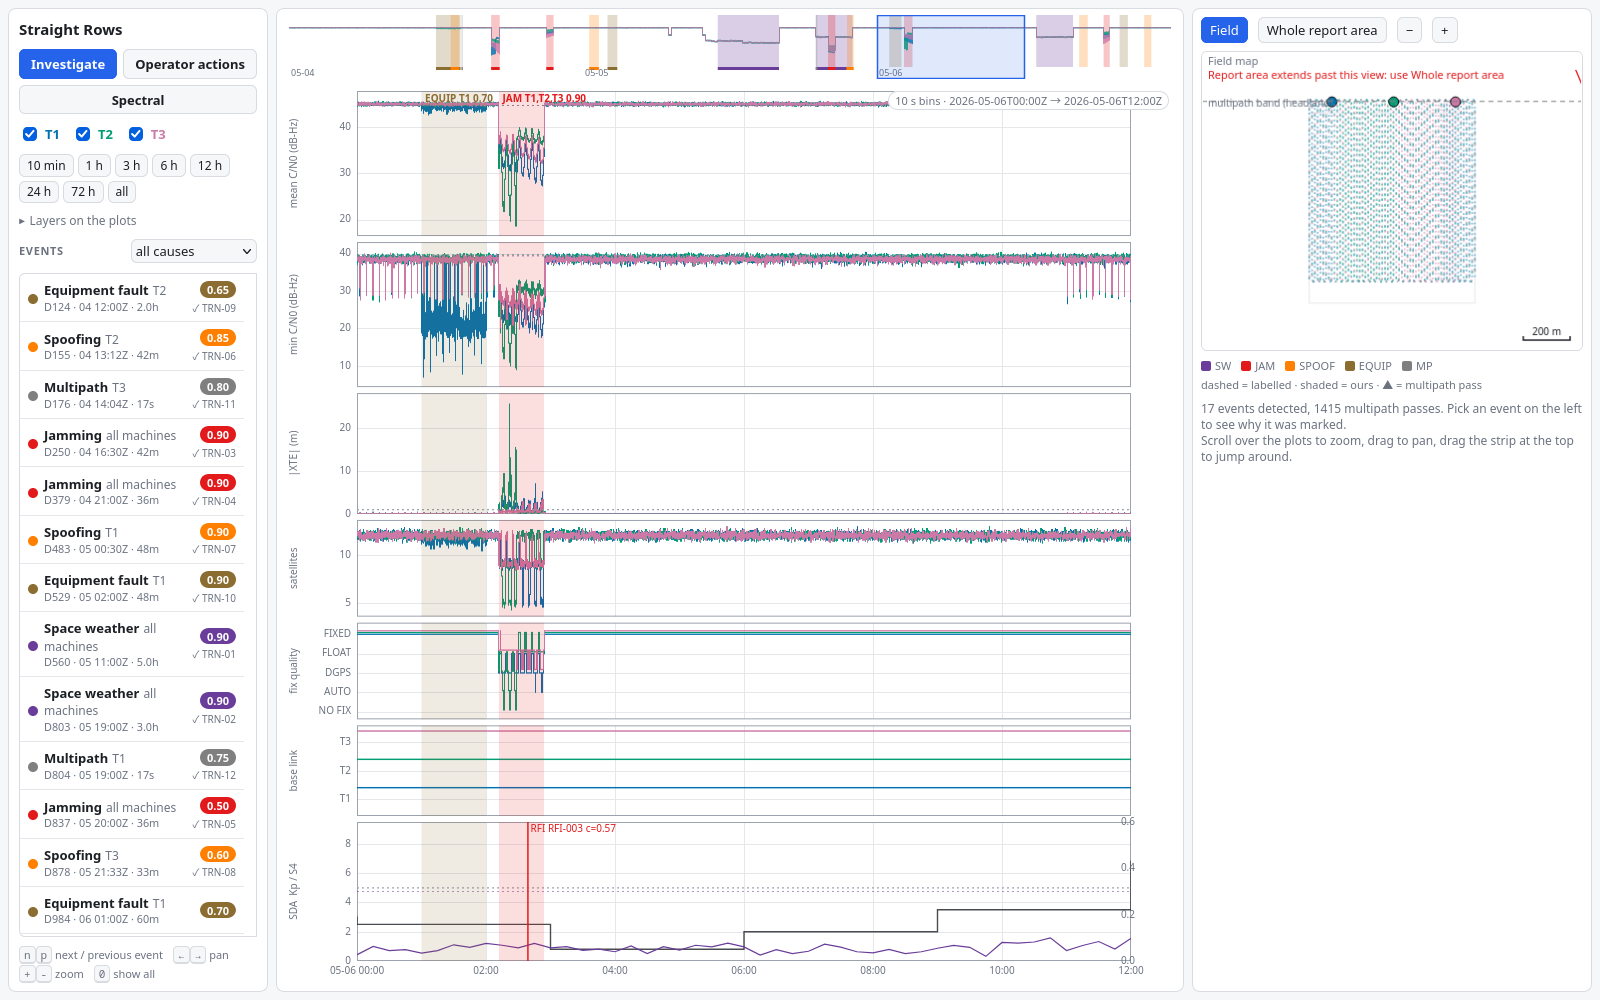 Straight Rows
Investigate
Operator actions
Spectral
T1
T2
T3
10 min
1 h
3 h
6 h
12 h
24 h
72 h
all
▸ Layers on the plots
EVENTS
all causes
Equipment fault T2
0.65
D124 · 04 12:00Z · 2.0h
✓ TRN-09
Spoofing T2
0.85
D155 · 04 13:12Z · 42m
✓ TRN-06
Multipath T3
0.80
D176 · 04 14:04Z · 17s
✓ TRN-11
Jamming all machines
0.90
D250 · 04 16:30Z · 42m
✓ TRN-03
Jamming all machines
0.90
D379 · 04 21:00Z · 36m
✓ TRN-04
Spoofing T1
0.90
D483 · 05 00:30Z · 48m
✓ TRN-07
Equipment fault T1
0.90
D529 · 05 02:00Z · 48m
✓ TRN-10
Space weather all
machines
0.90
D560 · 05 11:00Z · 5.0h
✓ TRN-01
Space weather all
machines
0.90
D803 · 05 19:00Z · 3.0h
✓ TRN-02
Multipath T1
0.75
D804 · 05 19:00Z · 17s
✓ TRN-12
Jamming all machines
0.50
D837 · 05 20:00Z · 36m
✓ TRN-05
Spoofing T3
0.60
D878 · 05 21:33Z · 33m
✓ TRN-08
Equipment fault T1
0.70
D984 · 06 01:00Z · 60m
n p next / previous event ← → pan
+ - zoom 0 show all
05-04
05-05
05-06
EQUIP T1 0.70
JAM T1,T2,T3 0.90
10 s bins · 2026-05-06T00:00Z → 2026-05-06T12:00Z
mean C/N0 (dB-Hz)
40
30
20
min C/N0 (dB-Hz)
40
30
20
10
|XTE| (m)
20
10
0
satellites
10
5
fix quality
FIXED
FLOAT
DGPS
AUTO
NO FIX
base link
T3
T2
T1
SDA Kp / S4
RFI RFI-003 c=0.57
8
6
4
2
0
0.6
0.4
0.2
0.0
05-06 00:00
02:00
04:00
06:00
08:00
10:00
12:00
Field
Whole report area
−
+
Field map
Report area extends past this view: use Whole report area
multipath band
200 m
SW
JAM
SPOOF
EQUIP
MP
dashed = labelled · shaded = ours · ▲ = multipath pass
17 events detected, 1415 multipath passes. Pick an event on the left
to see why it was marked.
Scroll over the plots to zoom, drag to pan, drag the strip at the top
to jump around.